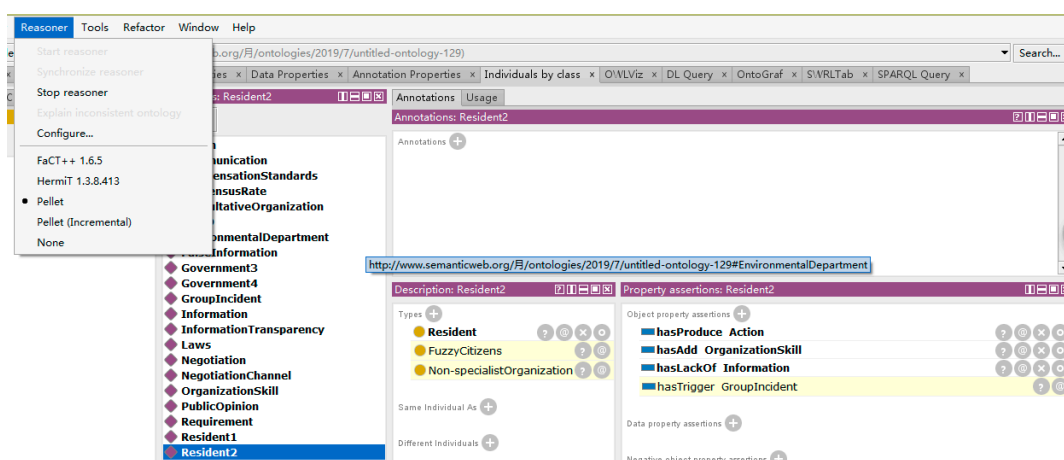 Reasoner Tools Refactor Window Help
Start reasoner
b.org/月/ontologies/2019/7/untitled-ontology-129)
Search...
Synchronize reasoner
ies × Data Properties × Annotation Properties × Individuals by class × OWLViz × DL Query × OntoGraf × SWRLTab × SPARQL Query ×
Stop reasoner
s: Resident2
Annotations Usage
Explain inconsistent ontology
Annotations: Resident2
Configure...
Annotations
FaCT++ 1.6.5
HermiT 1.3.8.413
Pellet
Pellet (Incremental)
None
unication
ensationStandards
ensusRate
ltativeOrganization
onmentalDepartment
FalseInformation
http://www.semanticweb.org/月/ontologies/2019/7/untitled-ontology-129#EnvironmentalDepartment
Government3
Government4
GroupIncident
Information
InformationTransparency
Laws
Negotiation
NegotiationChannel
OrganizationSkill
PublicOpinion
Requirement
Resident1
Resident2
Description: Resident2
Types
Resident
FuzzyCitizens
Non-specialistOrganization
Same Individual As
Different Individuals
Property assertions: Resident2
Object property assertions
hasProduce Action
hasAdd OrganizationSkill
hasLackOf Information
hasTrigger GroupIncident
Data property assertions
Negative object property assertions